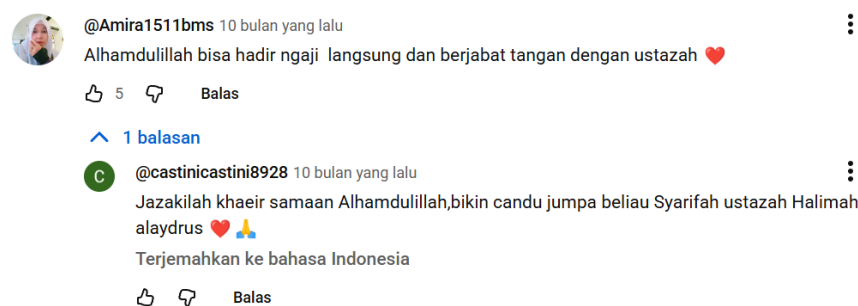 @Amira1511bms 10 bulan yang lalu
Alhamdulillah bisa hadir ngaji  langsung dan berjabat tangan dengan ustazah ❤️
5 Balas
1 balasan
C
@castinicastini8928 10 bulan yang lalu
Jazakilah khaeir samaan Alhamdulillah,bikin candu jumpa beliau Syarifah ustazah Halimah
alaydrus ❤️🙏
Terjemahkan ke bahasa Indonesia
Balas